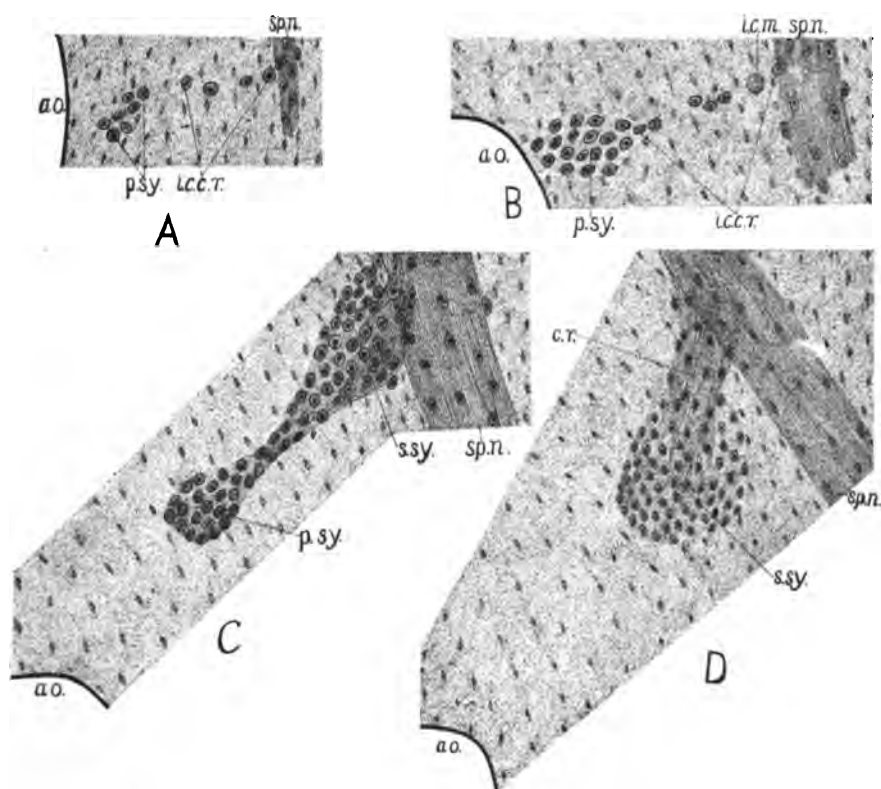 sp.n.
a.o.
p.sy. i.c.c.r.
A
i.c.m. sp.n.
a.o.
p.sy.
i.c.c.r.
B
s.sy.
sp.n.
p.sy.
a.o.
C
c.r.
sp.n.
s.sy.
a.o.
D